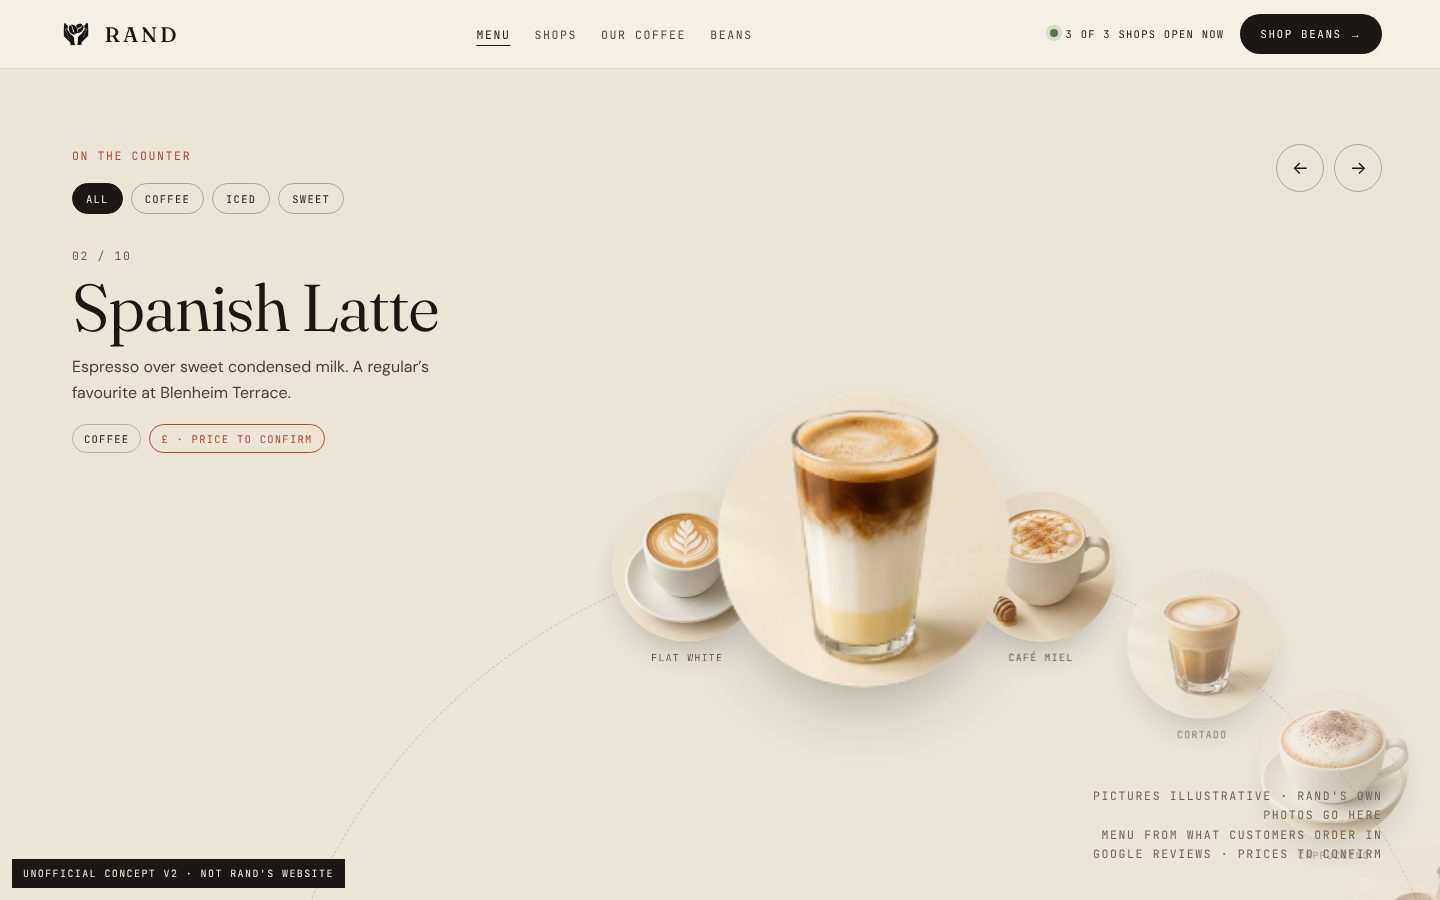 RAND
MENU
SHOPS
OUR COFFEE
BEANS
3 OF 3 SHOPS OPEN NOW
SHOP BEANS →
ON THE COUNTER
ALL
COFFEE
ICED
SWEET
← →
02 / 10
Spanish Latte
Espresso over sweet condensed milk. A regular's
favourite at Blenheim Terrace.
COFFEE
£ · PRICE TO CONFIRM
FLAT WHITE
CAFÉ MIEL
CORTADO
PICTURES ILLUSTRATIVE · RAND'S OWN
PHOTOS GO HERE
MENU FROM WHAT CUSTOMERS ORDER IN
GOOGLE REVIEWS · PRICES TO CONFIRM
UNOFFICIAL CONCEPT V2 · NOT RAND'S WEBSITE